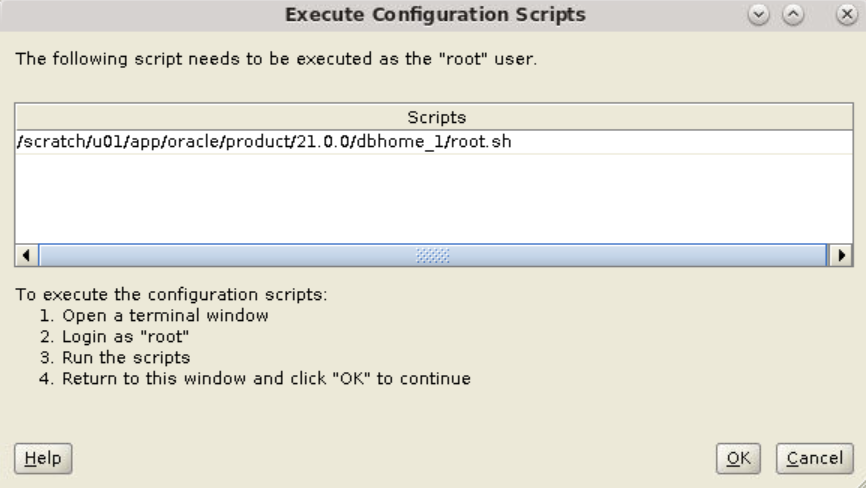 Execute Configuration Scripts
The following script needs to be executed as the "root" user.
Scripts
/scratch/u01/app/oracle/product/21.0.0/dbhome_1/root.sh
To execute the configuration scripts:
1. Open a terminal window
2. Login as "root"
3. Run the scripts
4. Return to this window and click "OK" to continue
Help OK Cancel